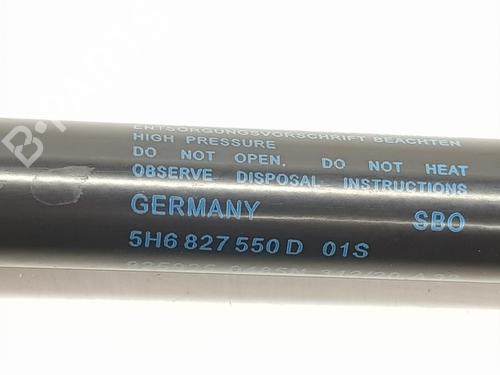 ENTSORGUNGSVORSCHRIFT BEACHTEN
HIGH PRESSURE
DO NOT OPEN. DO NOT HEAT
OBSERVE DISPOSAL INSTRUCTIONS
GERMANY SBO
5H6 827 550 D 01S
B-PARTS